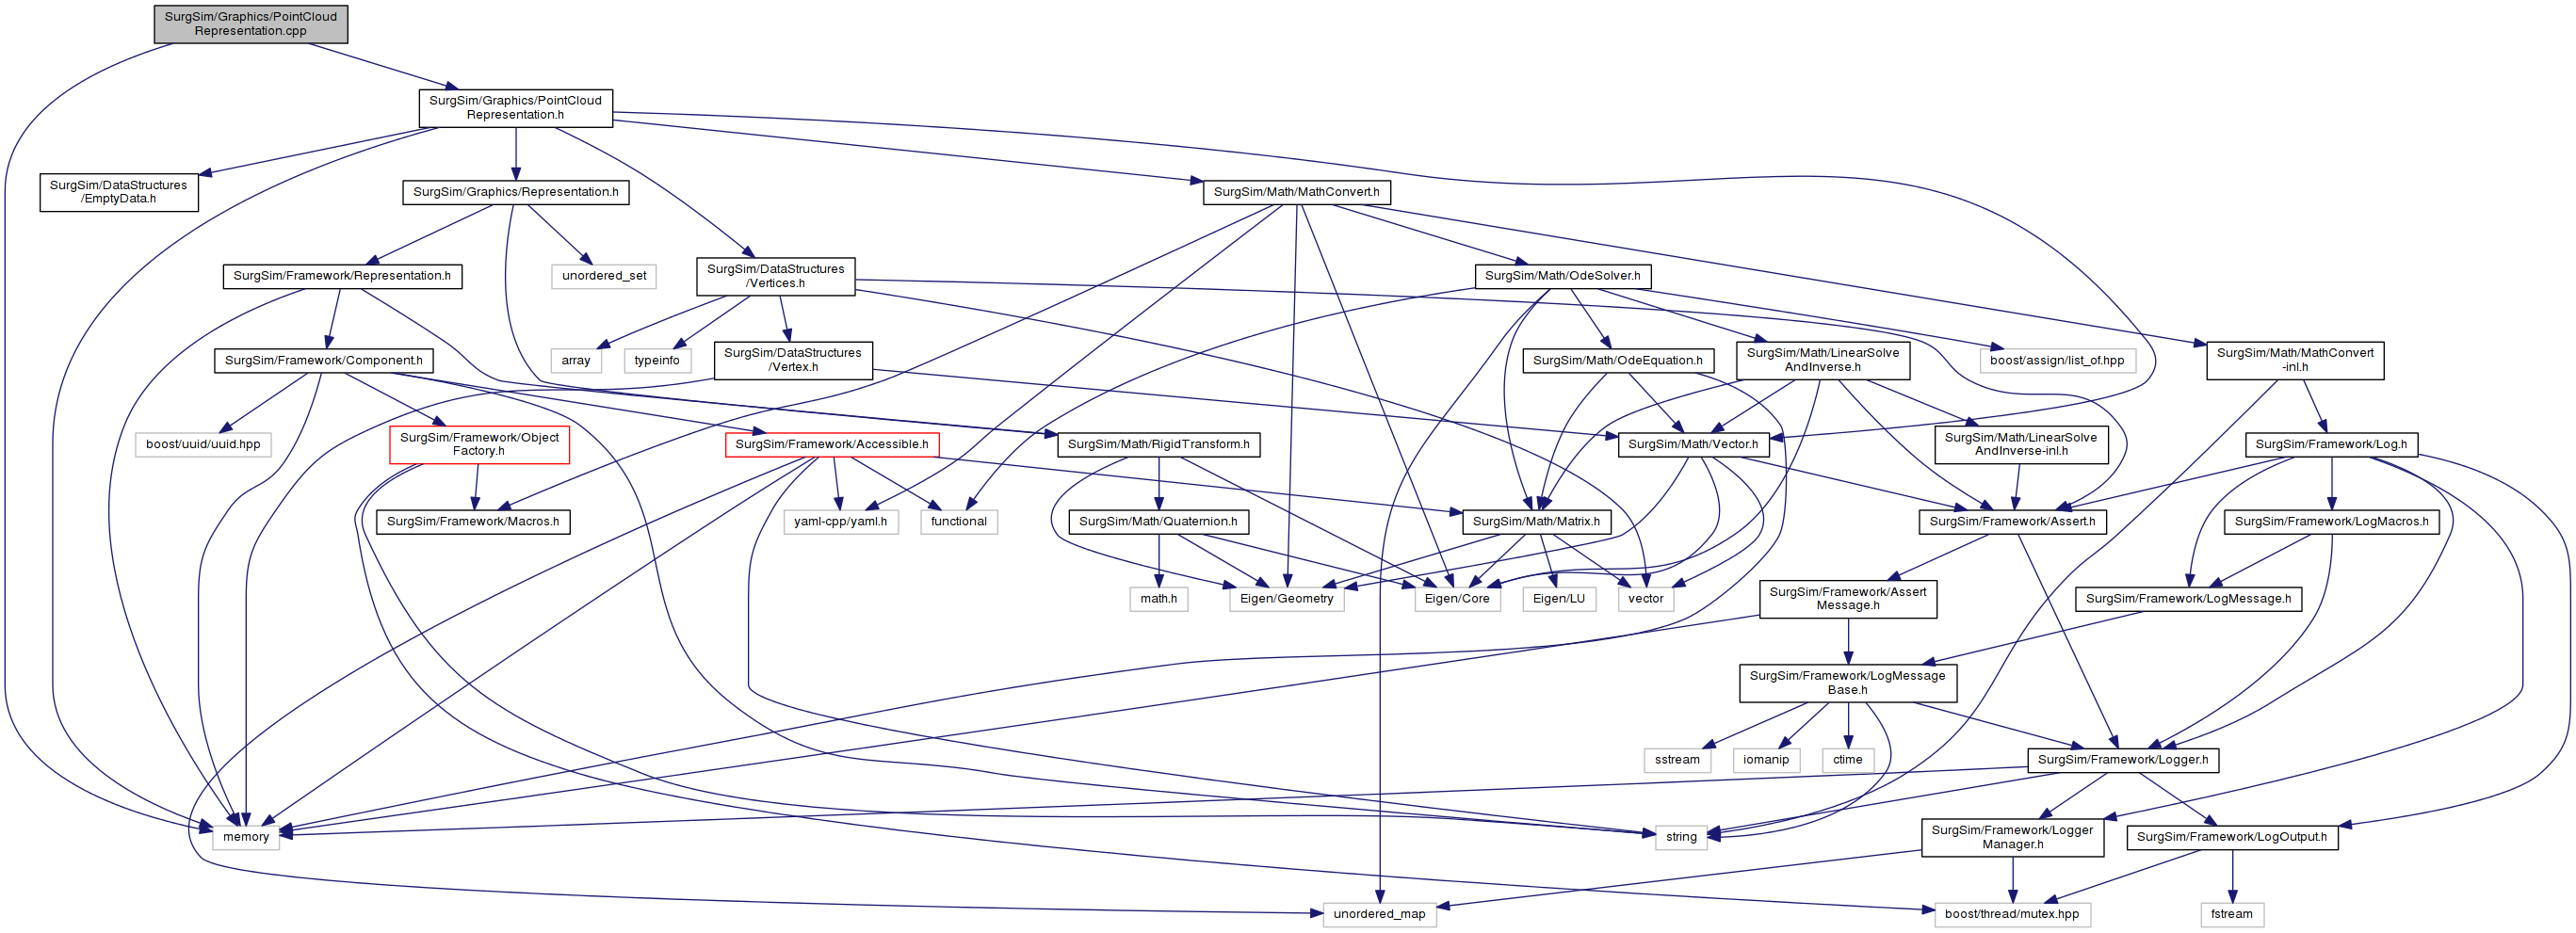 SurgSim/Graphics/PointCloud
Representation.cpp
SurgSim/Graphics/PointCloud
Representation.h
SurgSim/DataStructures
/EmptyData.h
SurgSim/Graphics/Representation.h
SurgSim/Math/MathConvert.h
SurgSim/Framework/Representation.h
unordered_set
SurgSim/DataStructures
/Vertices.h
SurgSim/Math/OdeSolver.h
SurgSim/Framework/Component.h
array
typeinfo
SurgSim/DataStructures
/Vertex.h
SurgSim/Math/OdeEquation.h
SurgSim/Math/LinearSolve
AndInverse.h
boost/assign/list_of.hpp
SurgSim/Math/MathConvert
-inl.h
boost/uuid/uuid.hpp
SurgSim/Framework/Object
Factory.h
SurgSim/Framework/Accessible.h
SurgSim/Math/RigidTransform.h
SurgSim/Math/Vector.h
SurgSim/Math/LinearSolve
AndInverse-inl.h
SurgSim/Framework/Log.h
SurgSim/Framework/Macros.h
yaml-cpp/yaml.h
functional
SurgSim/Math/Quaternion.h
SurgSim/Math/Matrix.h
SurgSim/Framework/Assert.h
SurgSim/Framework/LogMacros.h
math.h
Eigen/Geometry
Eigen/Core
Eigen/LU
vector
SurgSim/Framework/Assert
Message.h
SurgSim/Framework/LogMessage.h
SurgSim/Framework/LogMessage
Base.h
sstream
iomanip
ctime
SurgSim/Framework/Logger.h
memory
string
SurgSim/Framework/Logger
Manager.h
SurgSim/Framework/LogOutput.h
unordered_map
boost/thread/mutex.hpp
fstream